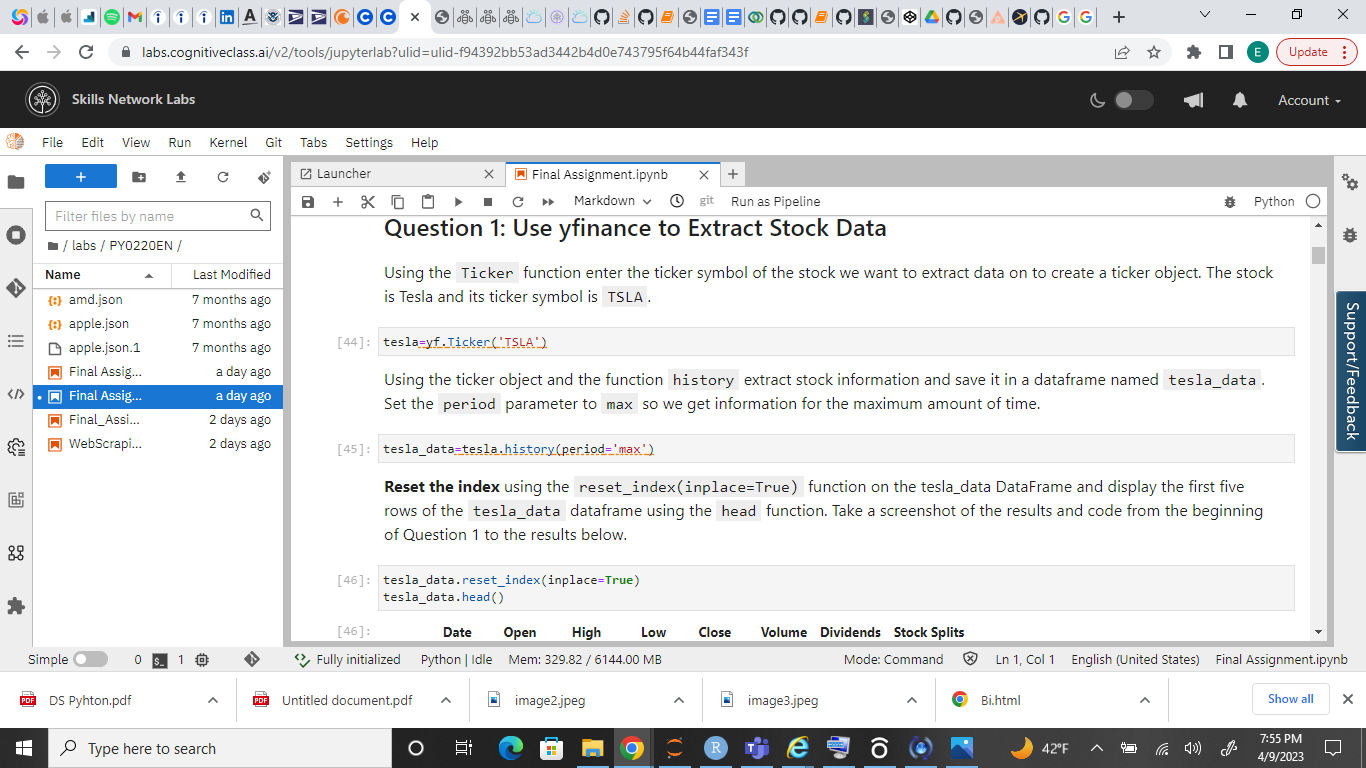 labs.cognitiveclass.ai/v2/tools/jupyterlab?ulid=ulid-f94392bb53ad3442b4d0e743795f64b44faf343f
E
Update
Skills Network Labs
Account
File Edit View Run Kernel Git Tabs Settings Help
Launcher
Final Assignment.ipynb
Markdown
git
Run as Pipeline
Python
Filter files by name
/ labs / PY0220EN /
Name Last Modified
amd.json 7 months ago
apple.json 7 months ago
apple.json.1 7 months ago
Final Assig... a day ago
Final Assig... a day ago
Final_Assi... 2 days ago
WebScrapi... 2 days ago
Question 1: Use yfinance to Extract Stock Data
Using the Ticker function enter the ticker symbol of the stock we want to extract data on to create a ticker object. The stock
is Tesla and its ticker symbol is TSLA.
[44]: tesla=yf.Ticker('TSLA')
Using the ticker object and the function history extract stock information and save it in a dataframe named tesla_data.
Set the period parameter to max so we get information for the maximum amount of time.
[45]: tesla_data=tesla.history(period='max')
Reset the index using the reset_index(inplace=True) function on the tesla_data DataFrame and display the first five
rows of the tesla_data dataframe using the head function. Take a screenshot of the results and code from the beginning
of Question 1 to the results below.
[46]: tesla_data.reset_index(inplace=True)
tesla_data.head()
[46]: Date Open High Low Close Volume Dividends Stock Splits
Support/Feedback
Simple 0 1 Fully initialized Python | Idle Mem: 329.82 / 6144.00 MB Mode: Command Ln 1, Col 1 English (United States) Final Assignment.ipynb
DS Pyhton.pdf
Untitled document.pdf
image2.jpeg
image3.jpeg
Bi.html
Show all
Type here to search
42°F
7:55 PM
4/9/2023